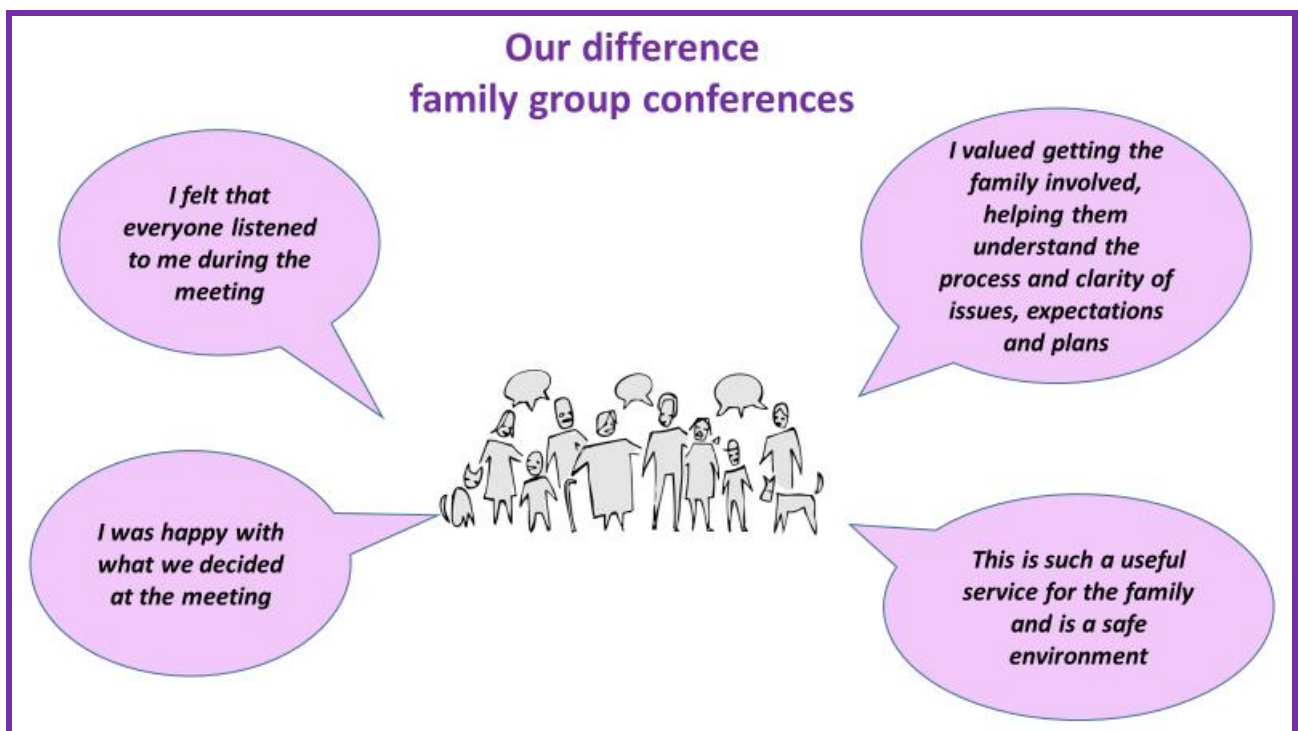 Our difference
family group conferences
I felt that
everyone listened
to me during the
meeting
I valued getting the
family involved,
helping them
understand the
process and clarity of
issues, expectations
and plans
I was happy with
what we decided
at the meeting
This is such a useful
service for the family
and is a safe
environment